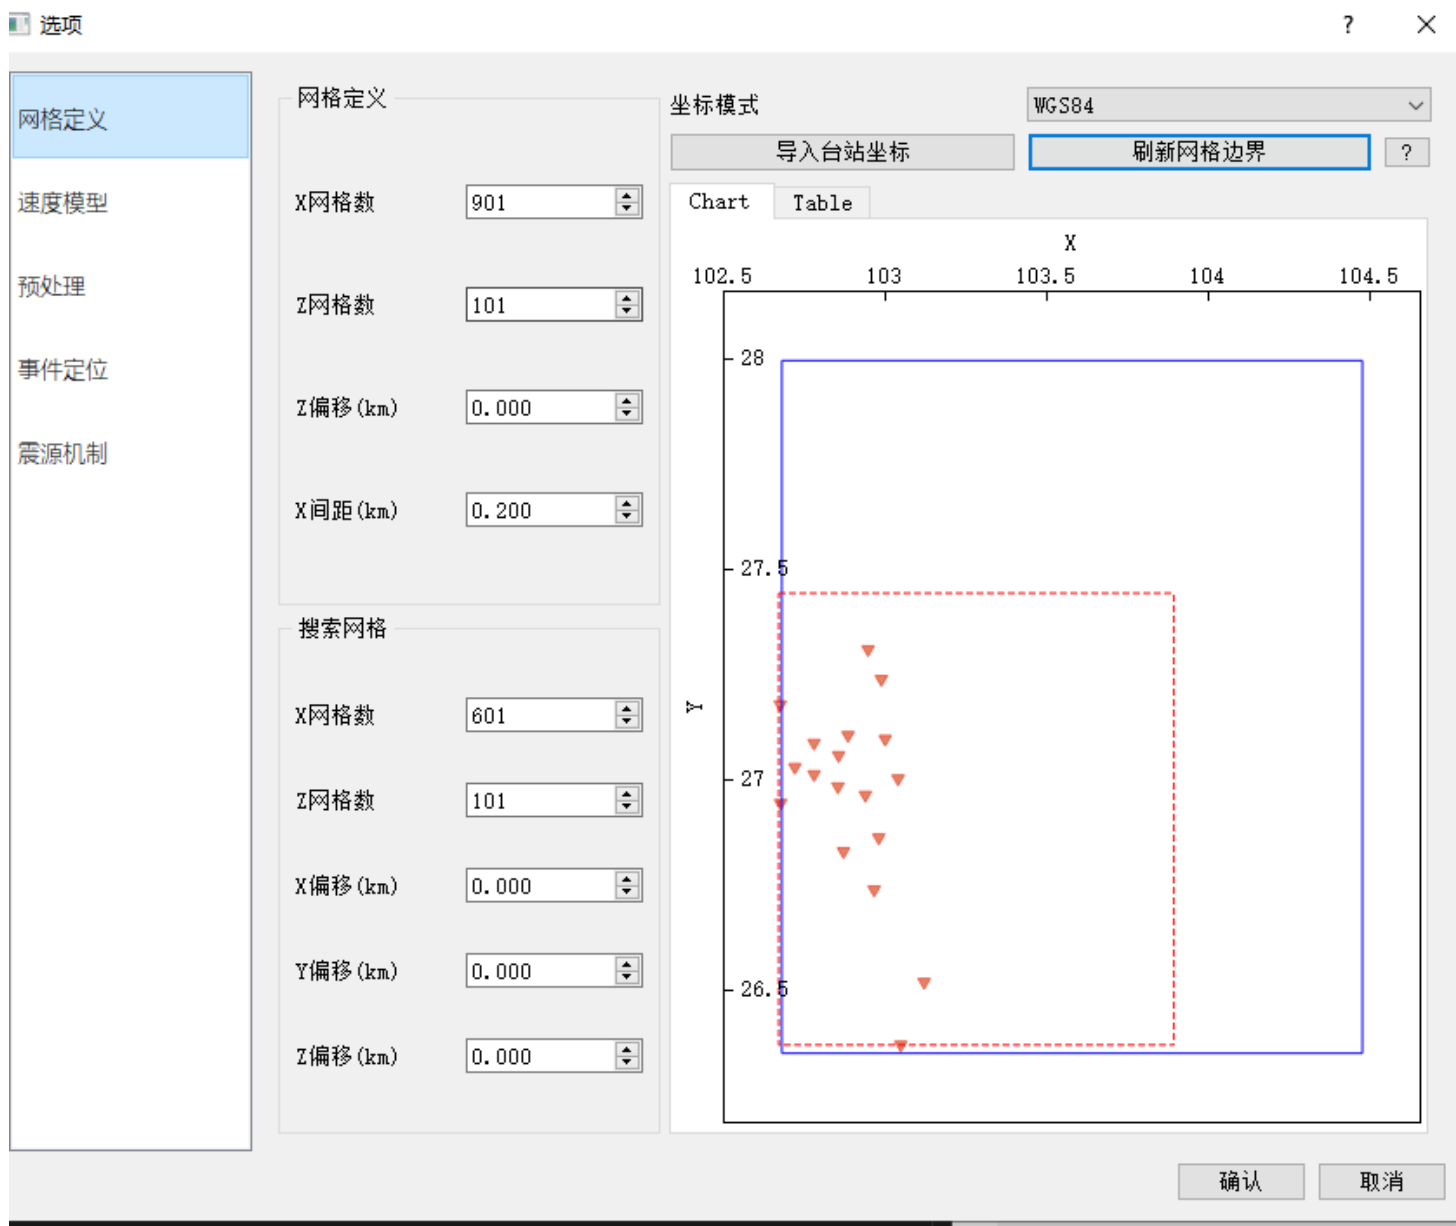 选项
?
网格定义
速度模型
预处理
事件定位
震源机制
网格定义
X网格数 901
Z网格数 101
Z偏移(km) 0.000
X间距(km) 0.200
搜索网格
X网格数 601
Z网格数 101
X偏移(km) 0.000
Y偏移(km) 0.000
Z偏移(km) 0.000
坐标模式 WGS84
导入台站坐标 刷新网格边界 ?
Chart Table
X
102.5 103 103.5 104 104.5
28
27.5
Y
27
26.5
确认 取消